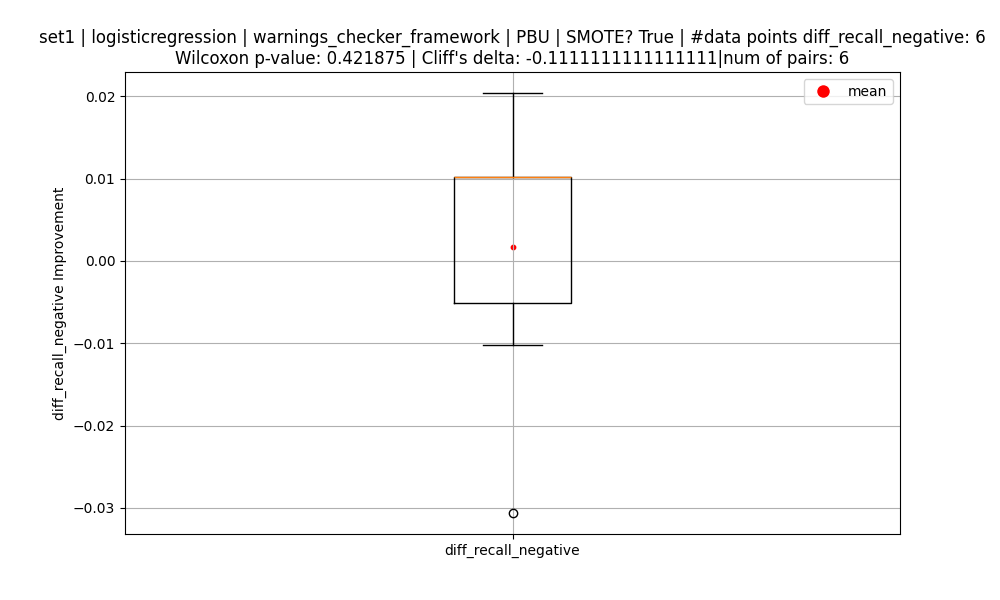 set1 | logisticregression | warnings_checker_framework | PBU | SMOTE? True | #data points diff_recall_negative: 6
Wilcoxon p-value: 0.421875 | Cliff's delta: -0.1111111111111111|num of pairs: 6
mean
0.02
0.01
0.00
−0.01
−0.02
−0.03
diff_recall_negative Improvement
diff_recall_negative